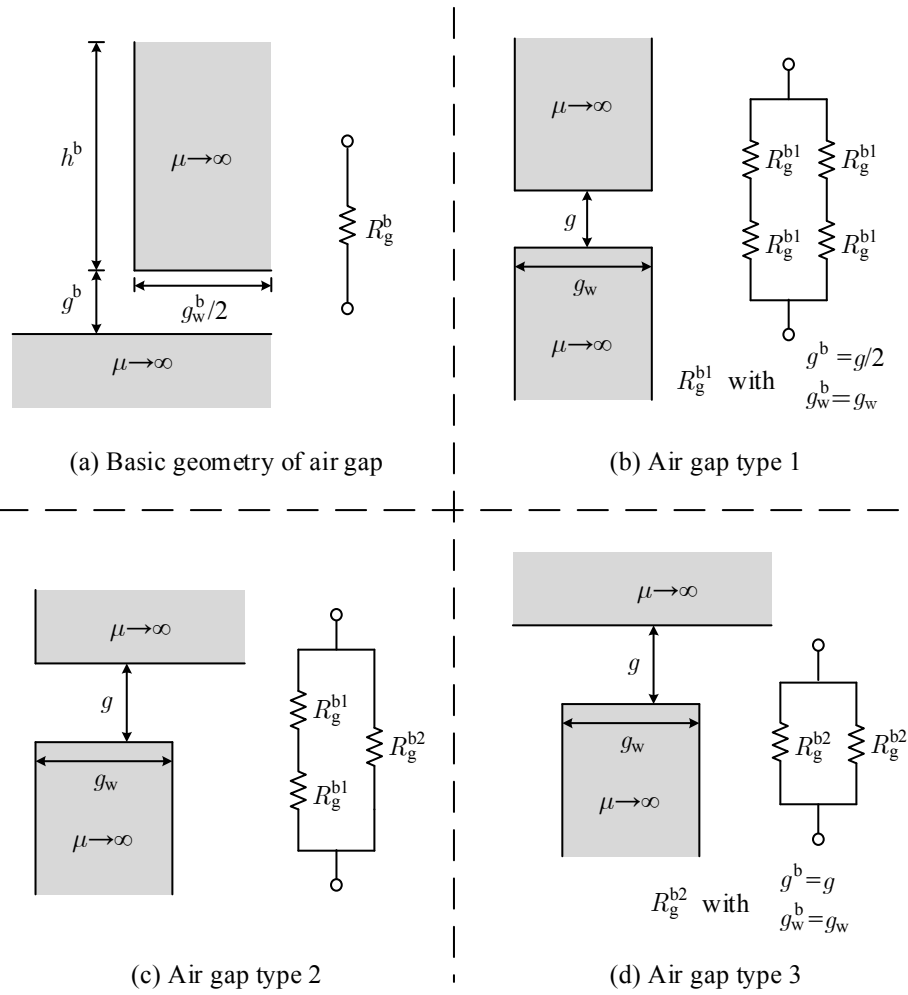 h^b
μ→∞
R_g^b
g^b
g_w^b/2
μ→∞
(a) Basic geometry of air gap
μ→∞
R_g^b1
R_g^b1
g
R_g^b1
R_g^b1
g_w
μ→∞
R_g^b1 with
g^b = g/2
g_w^b = g_w
(b) Air gap type 1
μ→∞
g
R_g^b1
R_g^b2
g_w
R_g^b1
μ→∞
(c) Air gap type 2
μ→∞
g
g_w
R_g^b2
R_g^b2
μ→∞
R_g^b2 with
g^b = g
g_w^b = g_w
(d) Air gap type 3